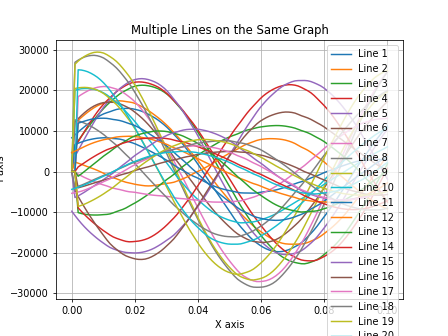 Multiple Lines on the Same Graph
30000
20000
10000
0
−10000
−20000
−30000
0.00
0.02
0.04
0.06
0.08
X axis
axis
Line 1
Line 2
Line 3
Line 4
Line 5
Line 6
Line 7
Line 8
Line 9
Line 10
Line 11
Line 12
Line 13
Line 14
Line 15
Line 16
Line 17
Line 18
Line 19
Line 20